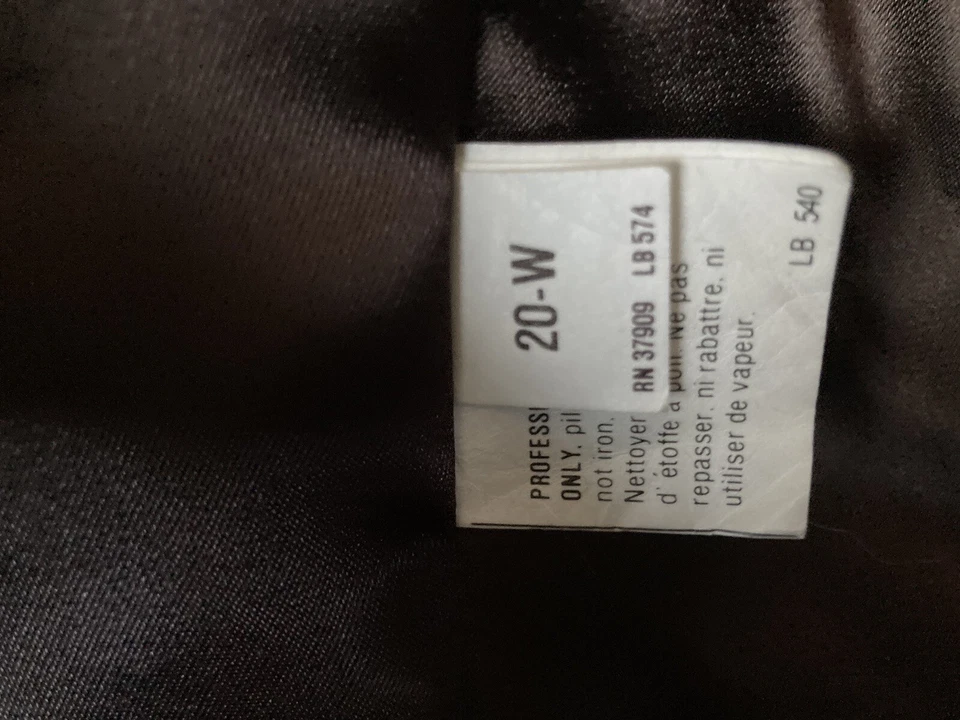 20-W
RN 37909 LB 574
PROFESSI
ONLY, pil
not iron.
Nettoyer
d' étoffe a poil. Ne pas
repasser. ni rabattre. ni
utiliser de vapeur.
LB 540